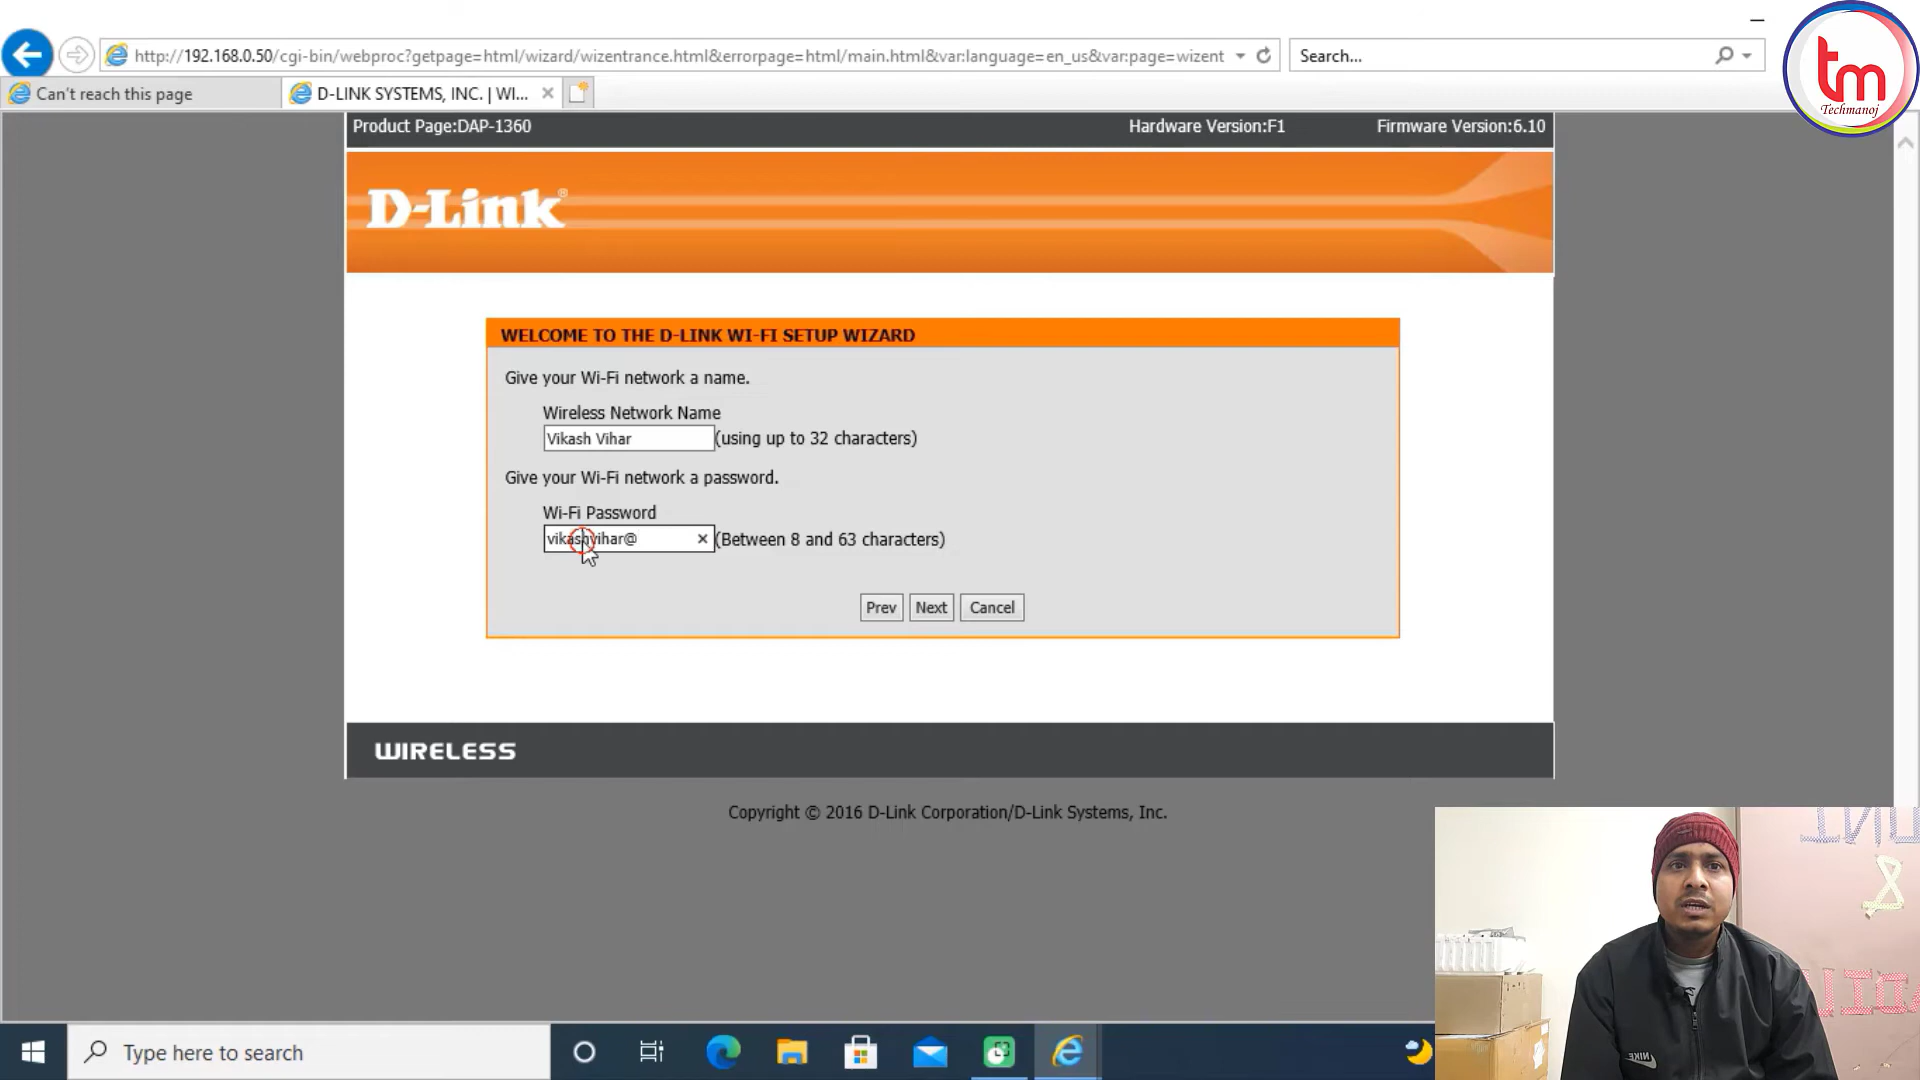 http://192.168.0.50/cgi-bin/webproc?getpage=html/wizard/wizentrance.html&errorpage=html/main.html&var:language=en_us&var:page=wizent
Search...
tm
Techmanoj
Can't reach this page
D-LINK SYSTEMS, INC. | WI...
Product Page:DAP-1360
Hardware Version:F1
Firmware Version:6.10
D-Link®
WELCOME TO THE D-LINK WI-FI SETUP WIZARD
Give your Wi-Fi network a name.
Wireless Network Name
Vikash Vihar
(using up to 32 characters)
Give your Wi-Fi network a password.
Wi-Fi Password
vikashvihar@
(Between 8 and 63 characters)
Prev
Next
Cancel
WIRELESS
Copyright © 2016 D-Link Corporation/D-Link Systems, Inc.
Type here to search